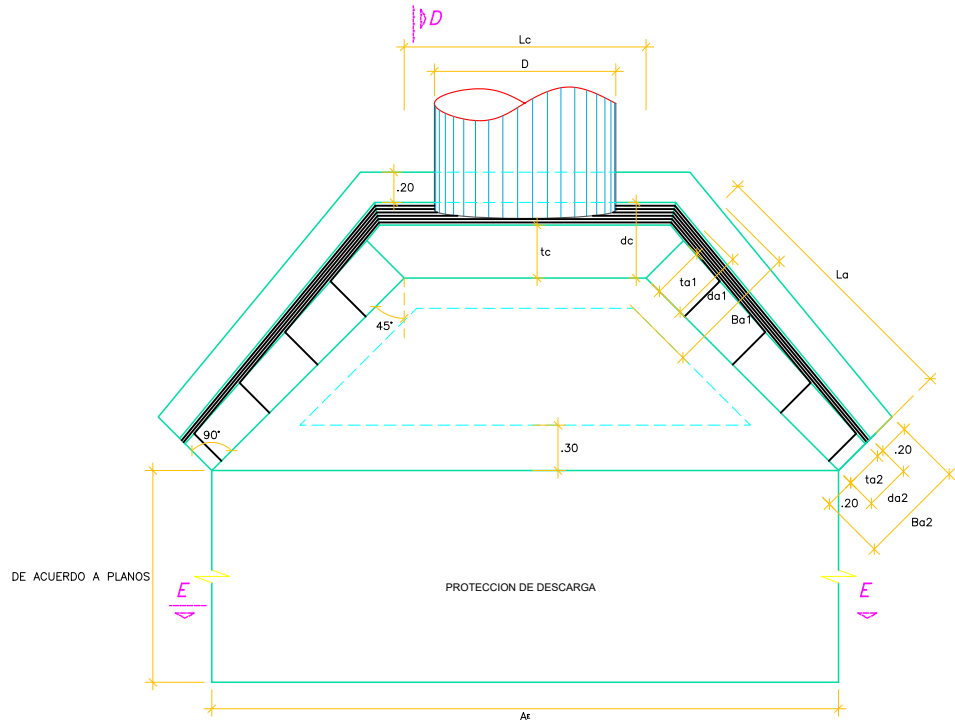 D
Lc
D
.20
tc
dc
ta1
da1
Ba1
La
45°
90°
.30
.20
ta2
da2
.20
Ba2
DE ACUERDO A PLANOS
E
PROTECCION DE DESCARGA
E
AE